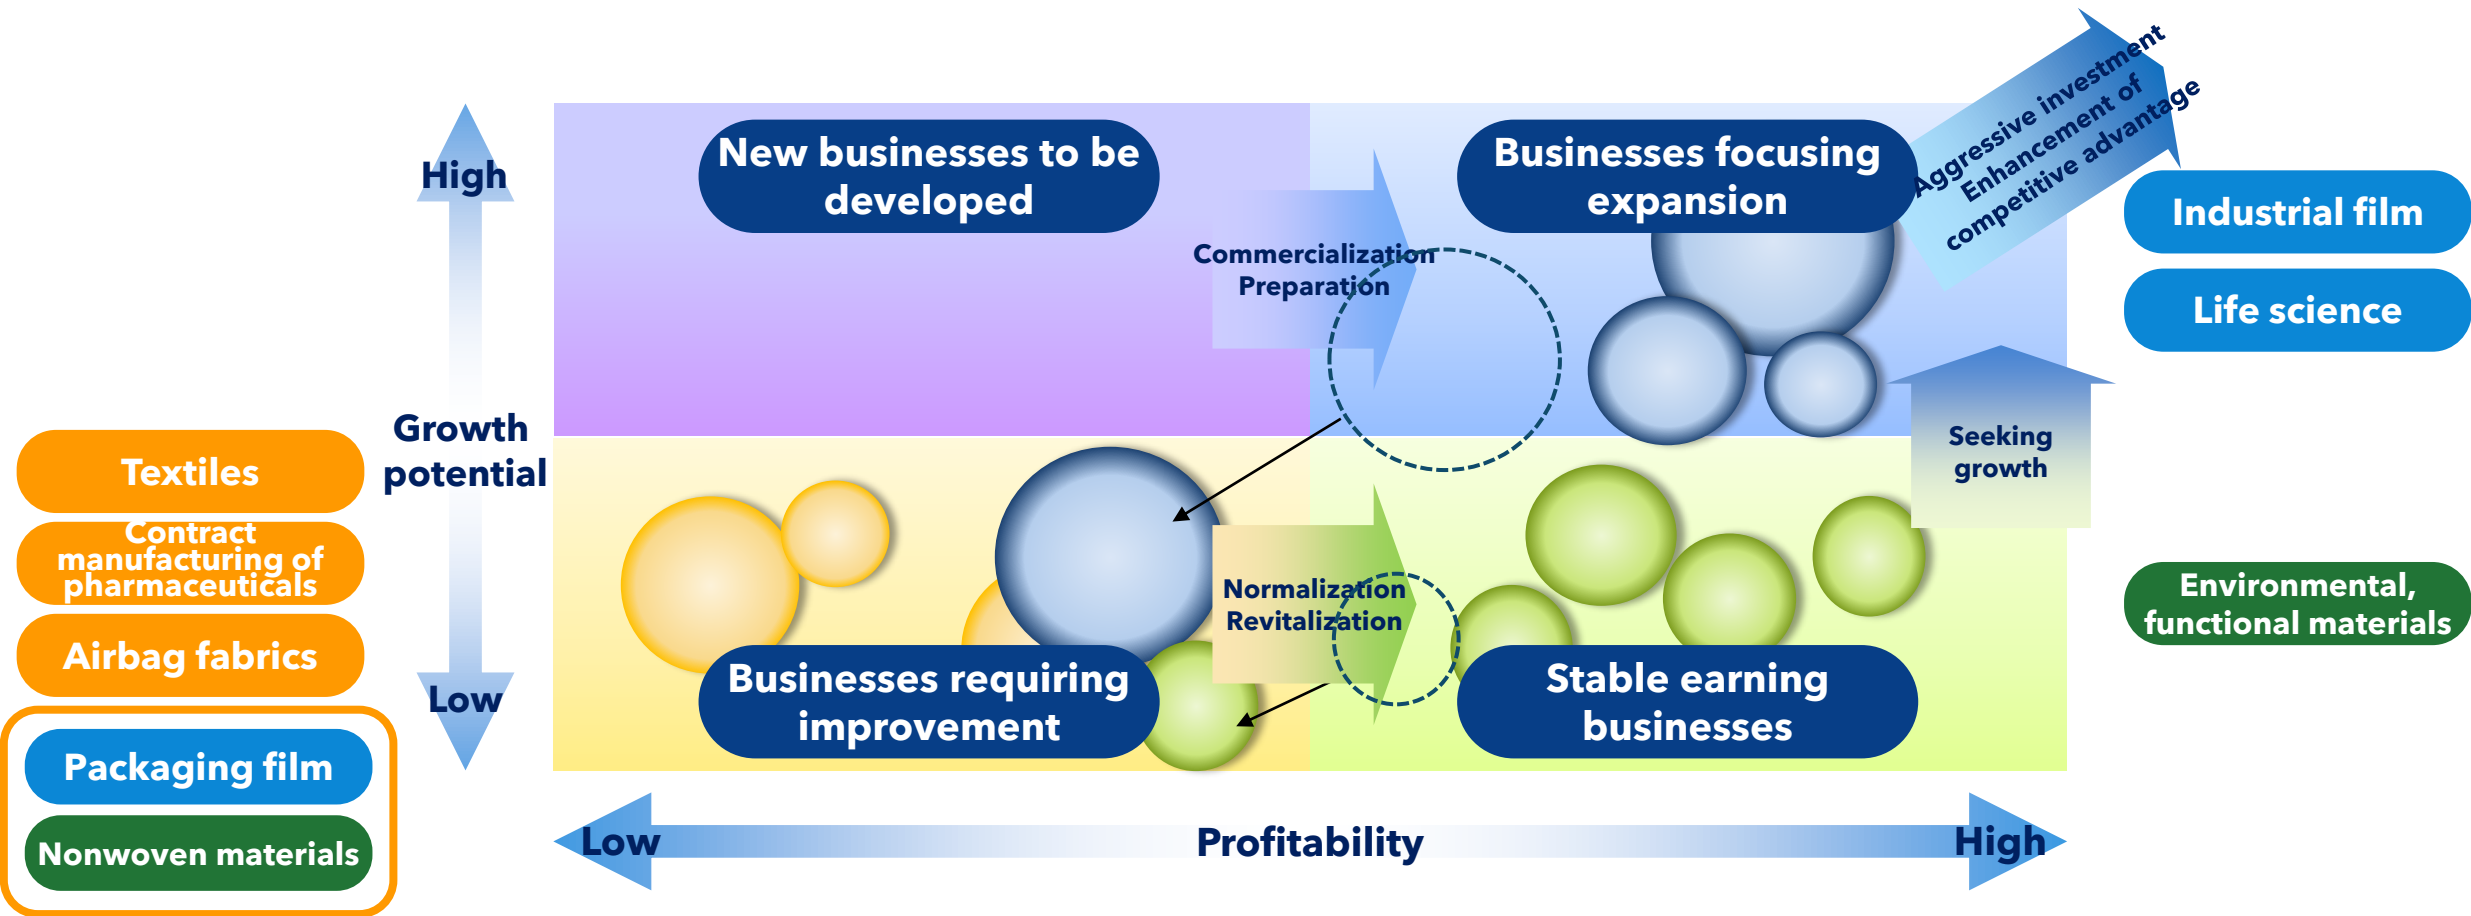 High
Growth
potential
Low
Textiles
Contract
manufacturing of
pharmaceuticals
Airbag fabrics
Packaging film
Nonwoven materials
New businesses to be
developed
Commercialization
Preparation
Businesses focusing
expansion
Aggressive investment
Enhancement of
competitive advantage
Industrial film
Life science
Seeking
growth
Businesses requiring
improvement
Normalization
Revitalization
Stable earning
businesses
Environmental,
functional materials
Low
Profitability
High